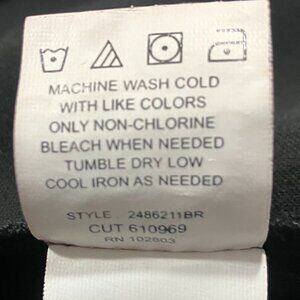 MACHINE WASH COLD
WITH LIKE COLORS
ONLY NON-CHLORINE
BLEACH WHEN NEEDED
TUMBLE DRY LOW
COOL IRON AS NEEDED
STYLE . 2486211BR
CUT 610969
RN 102803